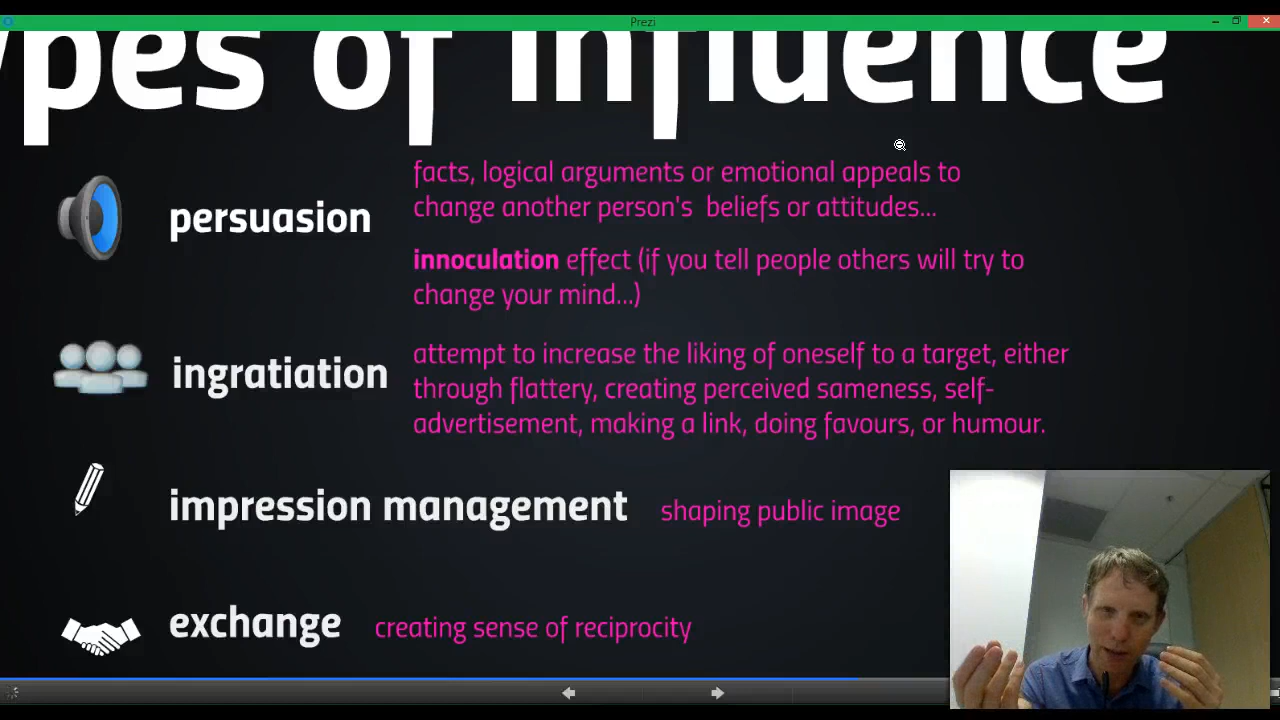 Prezi
ypes of Influence
facts, logical arguments or emotional appeals to
change another person's beliefs or attitudes...
persuasion
innoculation effect (if you tell people others will try to
change your mind...)
attempt to increase the liking of oneself to a target, either
ingratiation
through flattery, creating perceived sameness, self-
advertisement, making a link, doing favours, or humour.
impression management shaping public image
exchange creating sense of reciprocity